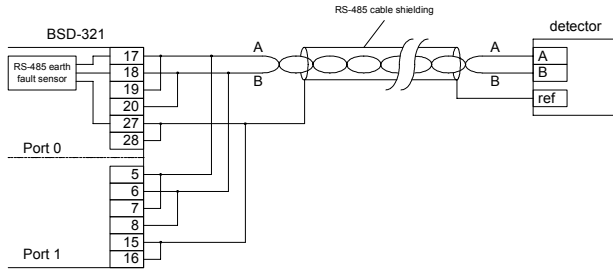 RS-485 cable shielding
BSD-321
detector
RS-485 earth
fault sensor
17
18
19
20
27
28
A
B
A
B
A
B
ref
Port 0
5
6
7
8
15
16
Port 1